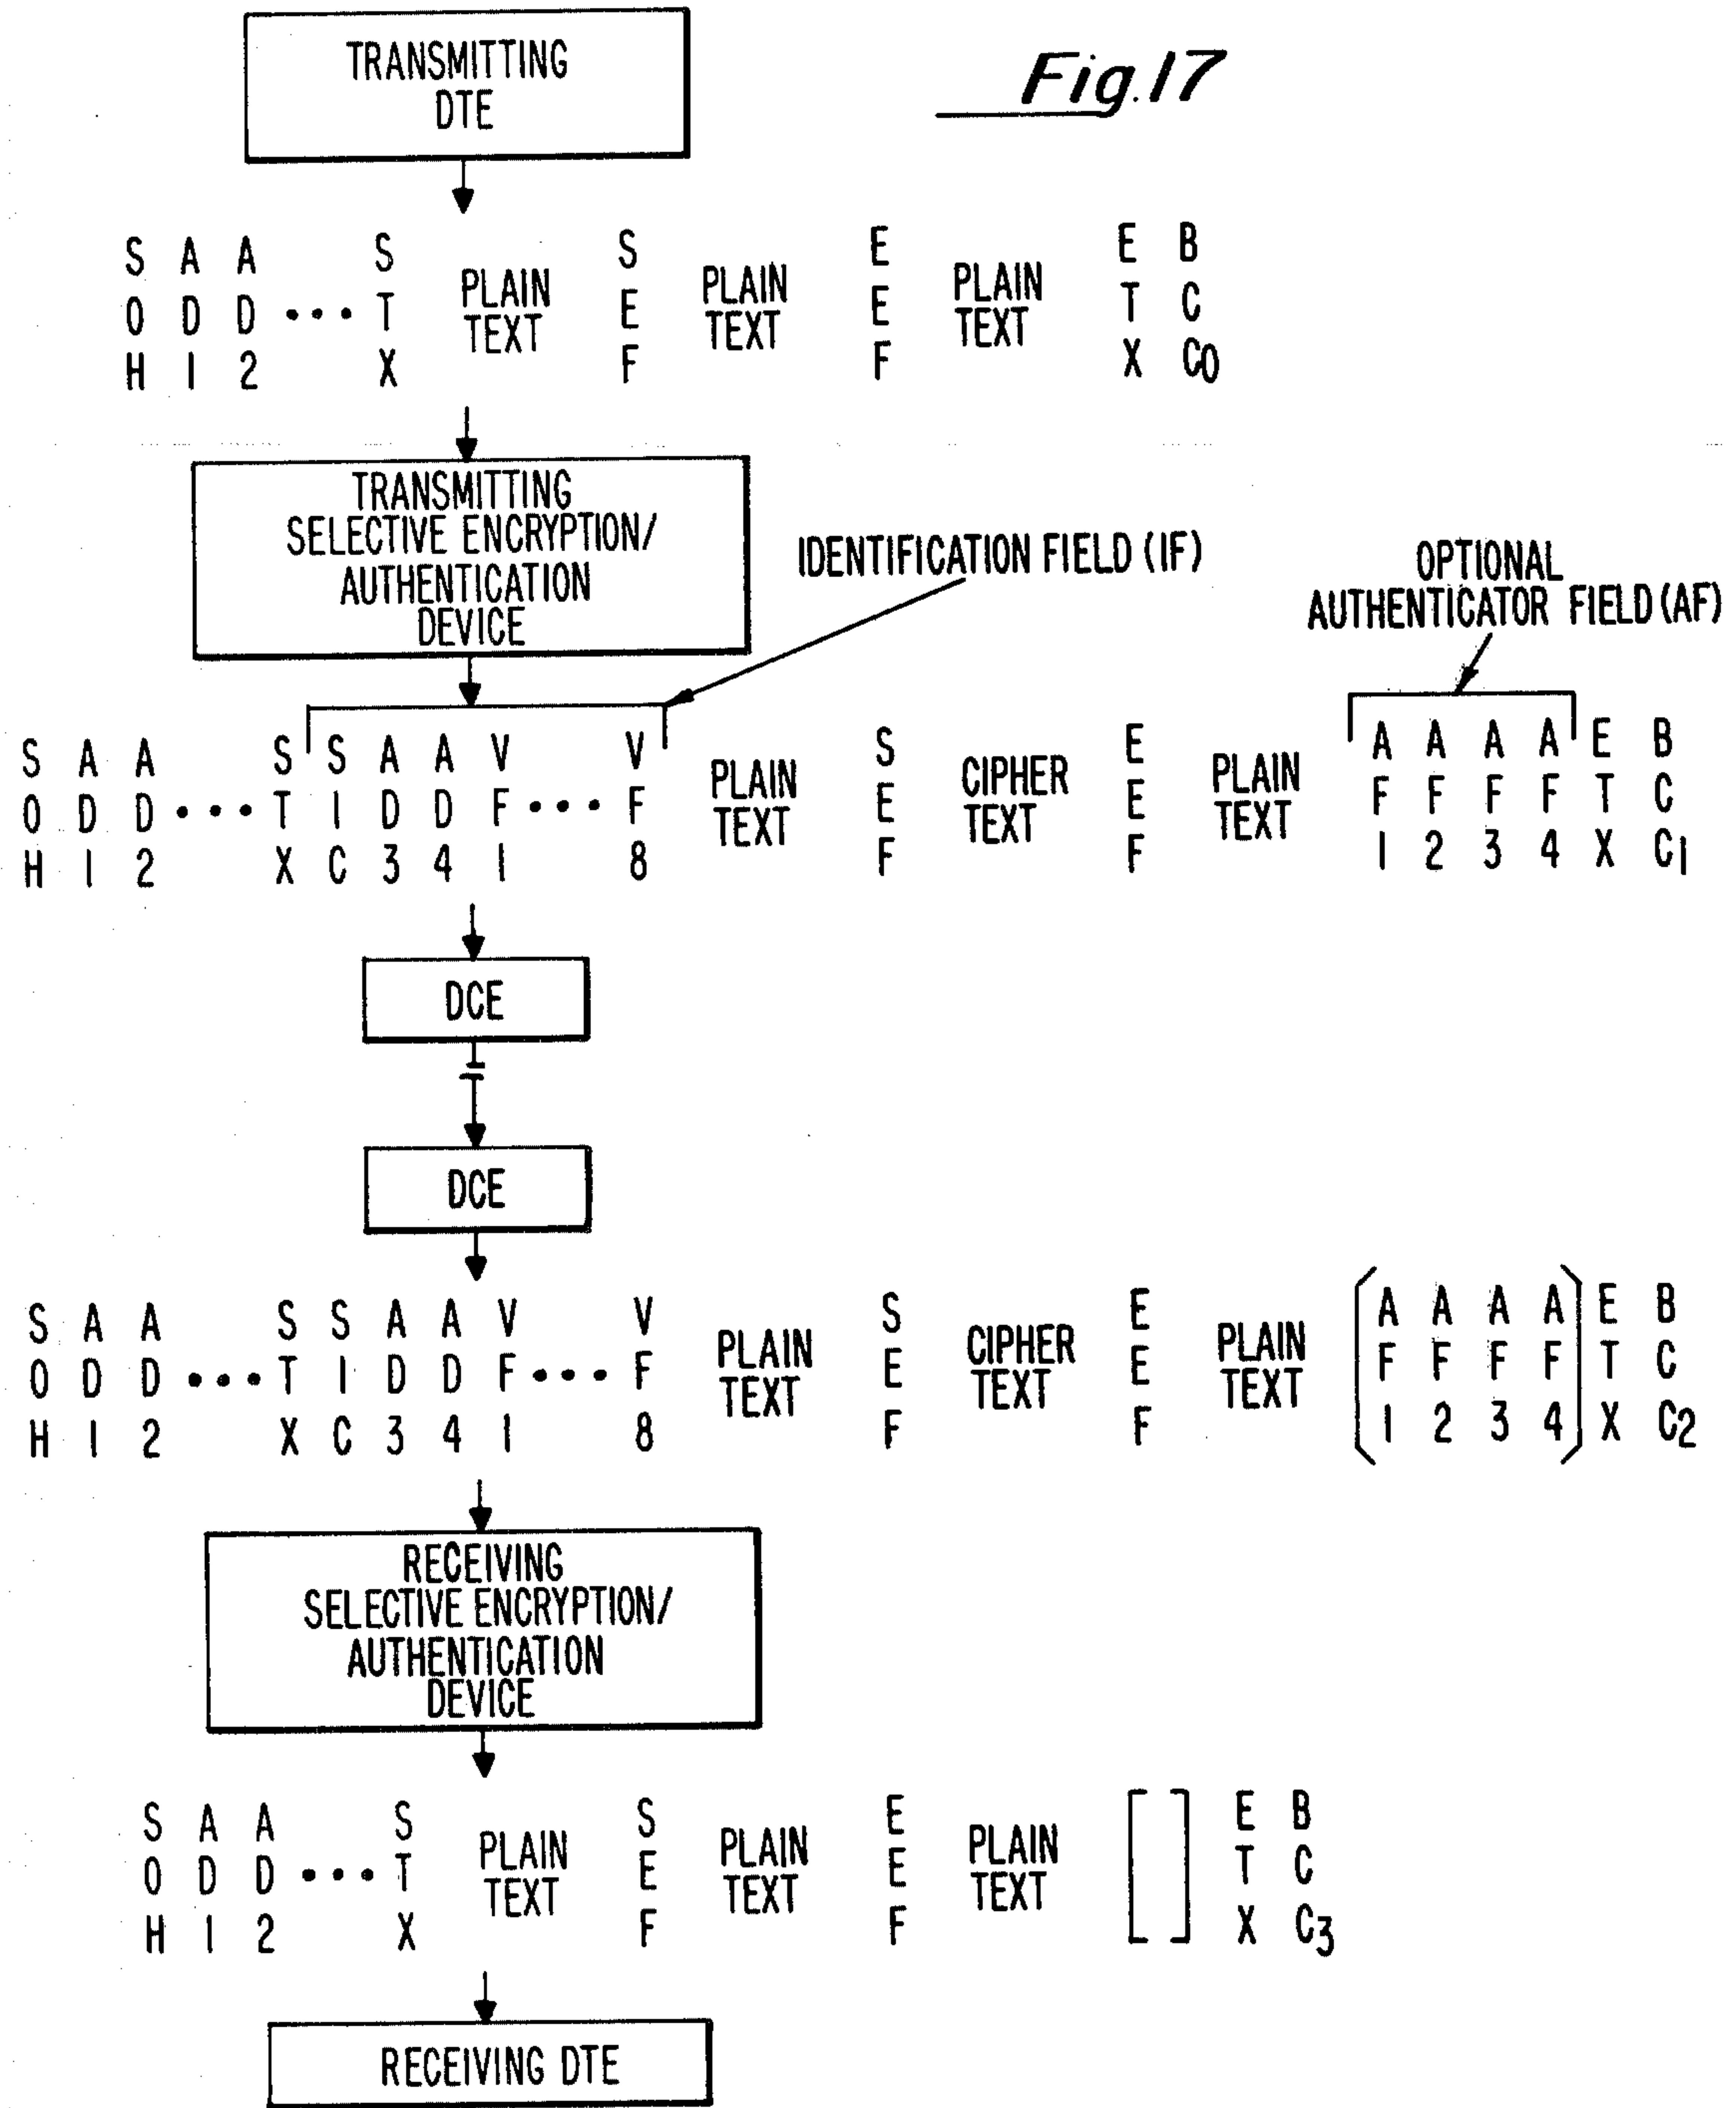 TRANSMITTING
DTE
Fig.17
S A A S S E E B
O D D ••• T PLAIN TEXT E PLAIN TEXT E PLAIN TEXT T C
H 1 2 X F F X C0
TRANSMITTING
SELECTIVE ENCRYPTION/
AUTHENTICATION
DEVICE
IDENTIFICATION FIELD (IF)
OPTIONAL
AUTHENTICATOR FIELD (AF)
S A A S S A A V V S E A A A A E B
O D D ••• T I D D F ••• F PLAIN TEXT E CIPHER TEXT E PLAIN TEXT F F F F T C
H 1 2 X C 3 4 1 8 F F 1 2 3 4 X C1
DCE
DCE
S A A S S A A V V S E A A A A E B
O D D ••• T I D D F ••• F PLAIN TEXT E CIPHER TEXT E PLAIN TEXT F F F F T C
H 1 2 X C 3 4 1 8 F F 1 2 3 4 X C2
RECEIVING
SELECTIVE ENCRYPTION/
AUTHENTICATION
DEVICE
S A A S S E E B
O D D ••• T PLAIN TEXT E PLAIN TEXT E PLAIN TEXT [ ] T C
H 1 2 X F F X C3
RECEIVING DTE